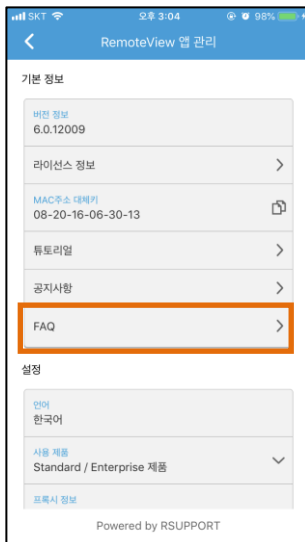 SKT 오후 3:04 98%
RemoteView 앱 관리
기본 정보
버전 정보
6.0.12009
라이선스 정보
MAC주소 대체키
08-20-16-06-30-13
튜토리얼
공지사항
FAQ
설정
언어
한국어
사용 제품
Standard / Enterprise 제품
프록시 정보
Powered by RSUPPORT